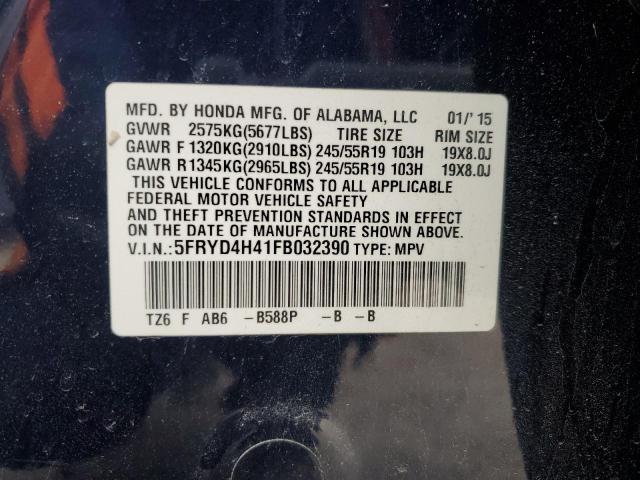 MFD. BY HONDA MFG. OF ALABAMA, LLC 01/'15
GVWR 2575KG(5677LBS) TIRE SIZE RIM SIZE
GAWR F 1320KG(2910LBS) 245/55R19 103H 19X8.0J
GAWR R 1345KG(2965LBS) 245/55R19 103H 19X8.0J
THIS VEHICLE CONFORMS TO ALL APPLICABLE
FEDERAL MOTOR VEHICLE SAFETY
AND THEFT PREVENTION STANDARDS IN EFFECT
ON THE DATE OF MANUFACTURE SHOWN ABOVE.
V.I.N.: 5FRYD4H41FB032390 TYPE: MPV
TZ6 F AB6 -B588P -B -B